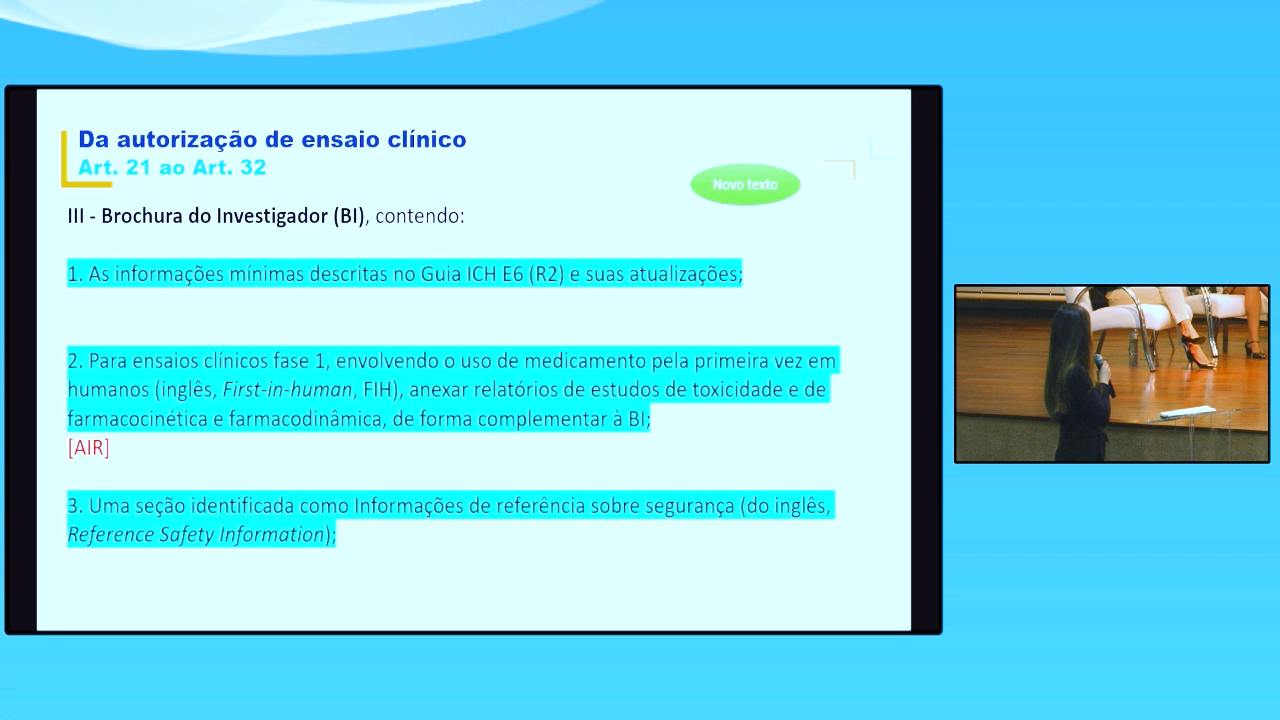 Da autorização de ensaio clínico
Art. 21 ao Art. 32
Novo texto
III - Brochura do Investigador (BI), contendo:
1. As informações mínimas descritas no Guia ICH E6 (R2) e suas atualizações;
2. Para ensaios clínicos fase 1, envolvendo o uso de medicamento pela primeira vez em
humanos (inglês, First-in-human, FIH), anexar relatórios de estudos de toxicidade e de
farmacocinética e farmacodinâmica, de forma complementar à BI;
[AIR]
3. Uma seção identificada como Informações de referência sobre segurança (do inglês,
Reference Safety Information);